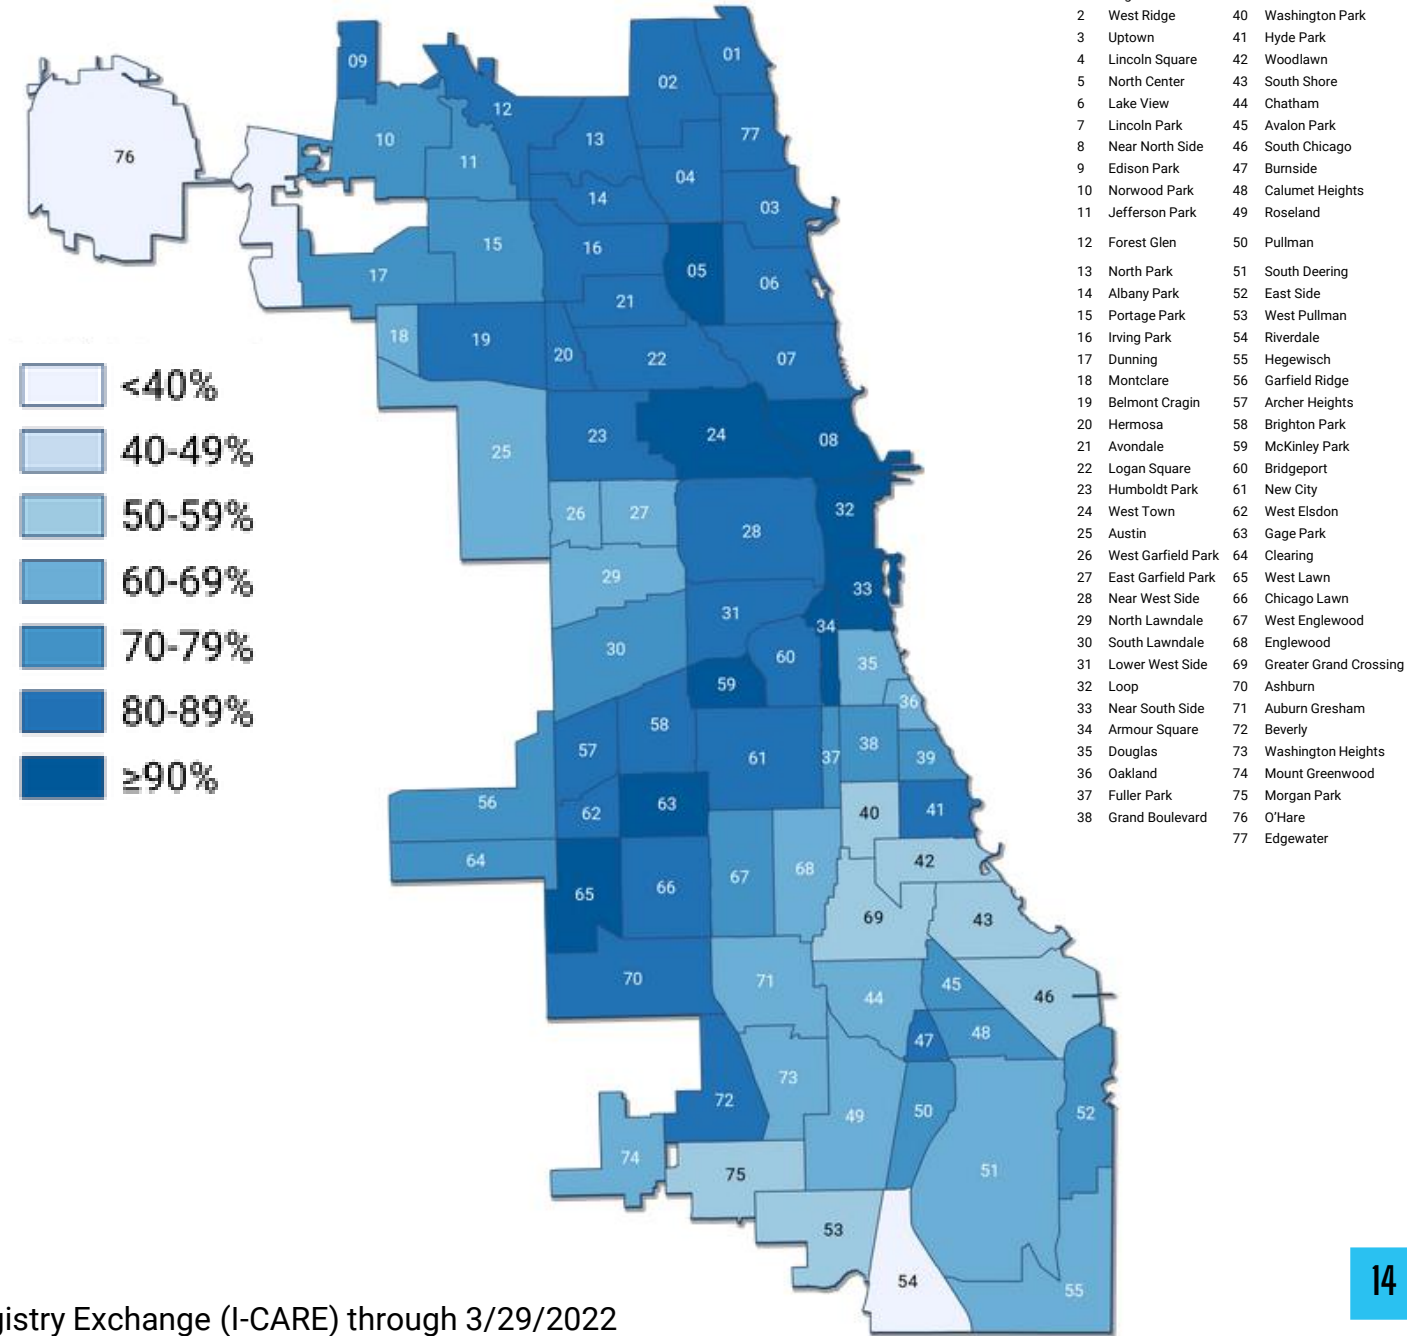 2 West Ridge 40 Washington Park
3 Uptown 41 Hyde Park
4 Lincoln Square 42 Woodlawn
5 North Center 43 South Shore
6 Lake View 44 Chatham
7 Lincoln Park 45 Avalon Park
8 Near North Side 46 South Chicago
9 Edison Park 47 Burnside
10 Norwood Park 48 Calumet Heights
11 Jefferson Park 49 Roseland
12 Forest Glen 50 Pullman
13 North Park 51 South Deering
14 Albany Park 52 East Side
15 Portage Park 53 West Pullman
16 Irving Park 54 Riverdale
17 Dunning 55 Hegewisch
18 Montclare 56 Garfield Ridge
19 Belmont Cragin 57 Archer Heights
20 Hermosa 58 Brighton Park
21 Avondale 59 McKinley Park
22 Logan Square 60 Bridgeport
23 Humboldt Park 61 New City
24 West Town 62 West Elsdon
25 Austin 63 Gage Park
26 West Garfield Park 64 Clearing
27 East Garfield Park 65 West Lawn
28 Near West Side 66 Chicago Lawn
29 North Lawndale 67 West Englewood
30 South Lawndale 68 Englewood
31 Lower West Side 69 Greater Grand Crossing
32 Loop 70 Ashburn
33 Near South Side 71 Auburn Gresham
34 Armour Square 72 Beverly
35 Douglas 73 Washington Heights
36 Oakland 74 Mount Greenwood
37 Fuller Park 75 Morgan Park
38 Grand Boulevard 76 O'Hare
77 Edgewater
<40%
40-49%
50-59%
60-69%
70-79%
80-89%
≥90%
01
09
02
12
77
13
10
76
11
04
14
03
15
16
05
17
06
21
18
19
20
22
07
23
24
08
25
32
26
27
28
29
33
31
34
30
60
35
59
36
58
38
57
61
37
39
56
63
41
62
40
64
42
68
67
66
65
69
43
70
71
45
46
44
48
47
73
72
50
52
49
74
51
75
53
54
55
14
gistry Exchange (I-CARE) through 3/29/2022